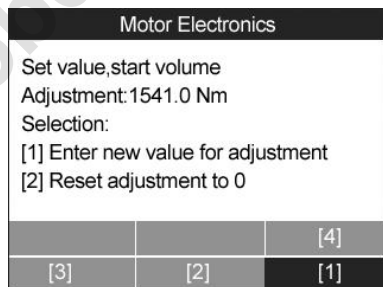 Motor Electronics
Set value,start volume
Adjustment:1541.0 Nm
Selection:
[1] Enter new value for adjustment
[2] Reset adjustment to 0
[4]
[3] [2] [1]